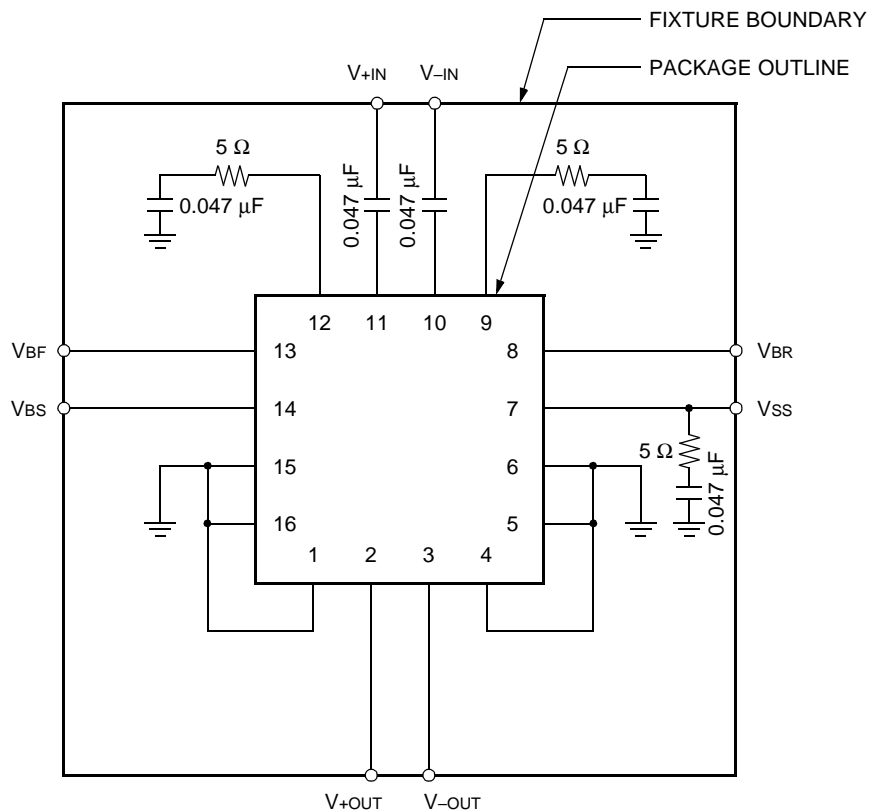 FIXTURE BOUNDARY
V+IN V–IN
PACKAGE OUTLINE
5 Ω
5 Ω
0.047 μF
0.047 μF
0.047 μF
0.047 μF
12 11 10 9
VBF
13
8
VBR
VBS
14
7
VSS
5 Ω
0.047 μF
15
6
16
5
1 2 3 4
V+OUT V–OUT